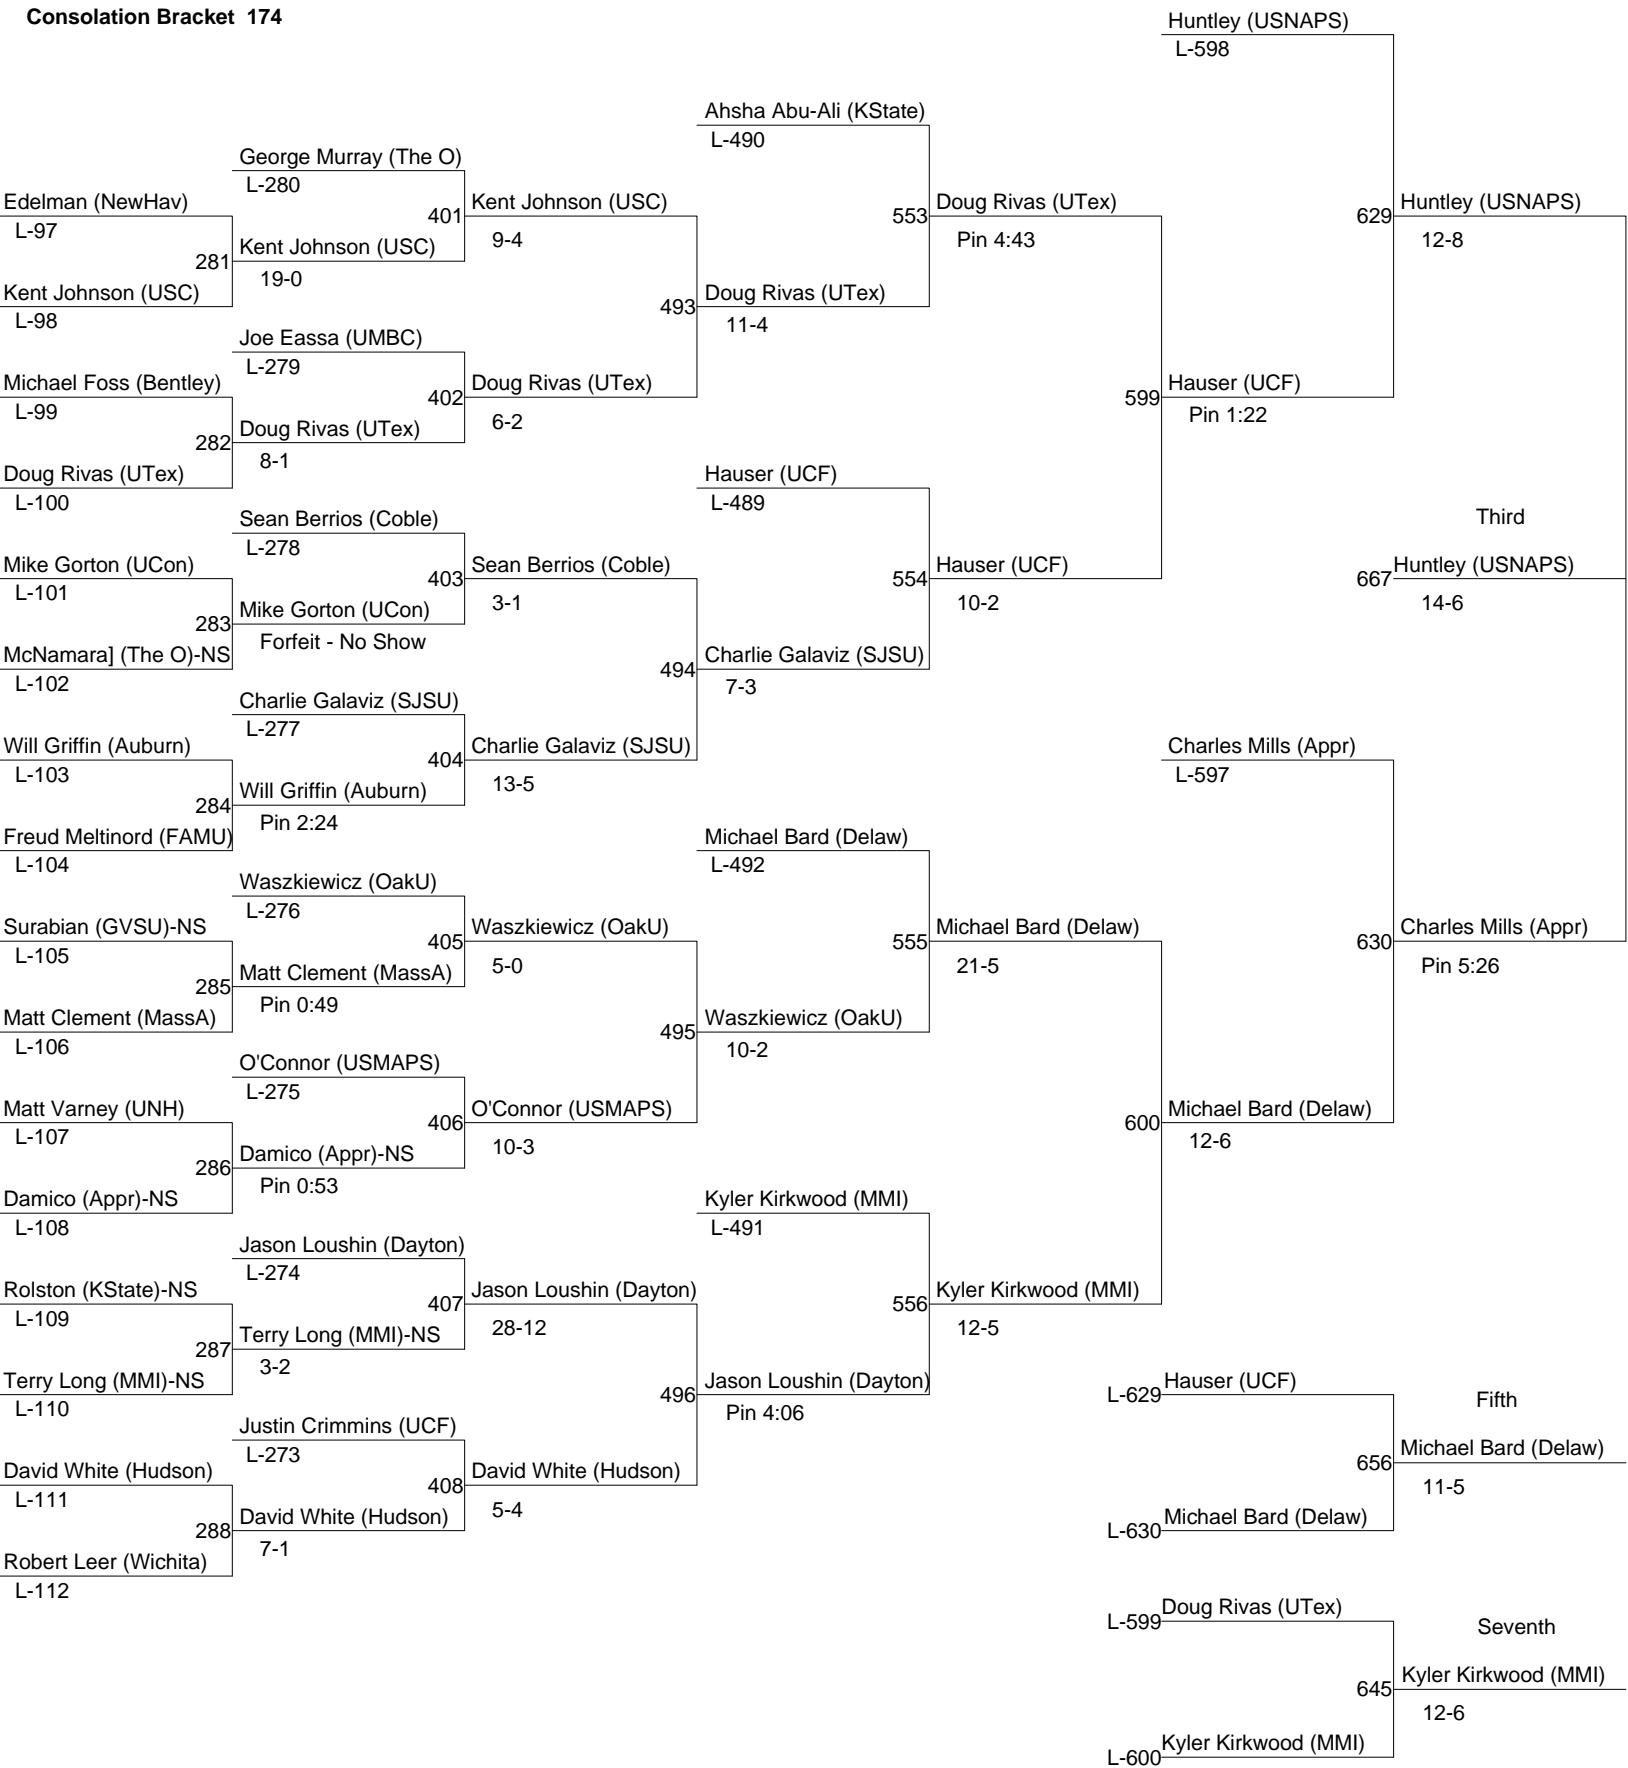 Consolation Bracket 174
Huntley (USNAPS)
L-598
Ahsha Abu-Ali (KState)
L-490
George Murray (The O)
L-280
Edelman (NewHav)
L-97
401
Kent Johnson (USC)
9-4
553
Doug Rivas (UTex)
Pin 4:43
629
Huntley (USNAPS)
12-8
281
Kent Johnson (USC)
19-0
Kent Johnson (USC)
L-98
493
Doug Rivas (UTex)
11-4
Joe Eassa (UMBC)
L-279
Michael Foss (Bentley)
L-99
402
Doug Rivas (UTex)
6-2
599
Hauser (UCF)
Pin 1:22
282
Doug Rivas (UTex)
8-1
Doug Rivas (UTex)
L-100
Hauser (UCF)
L-489
Sean Berrios (Coble)
L-278
Third
Mike Gorton (UCon)
L-101
403
Sean Berrios (Coble)
3-1
554
Hauser (UCF)
10-2
667
Huntley (USNAPS)
14-6
283
Mike Gorton (UCon)
Forfeit - No Show
McNamara] (The O)-NS
L-102
494
Charlie Galaviz (SJSU)
7-3
Charlie Galaviz (SJSU)
L-277
Will Griffin (Auburn)
L-103
404
Charlie Galaviz (SJSU)
13-5
Charles Mills (Appr)
L-597
284
Will Griffin (Auburn)
Pin 2:24
Freud Meltinord (FAMU)
L-104
Michael Bard (Delaw)
L-492
Waszkiewicz (OakU)
L-276
Surabian (GVSU)-NS
L-105
405
Waszkiewicz (OakU)
5-0
555
Michael Bard (Delaw)
21-5
630
Charles Mills (Appr)
Pin 5:26
285
Matt Clement (MassA)
Pin 0:49
Matt Clement (MassA)
L-106
495
Waszkiewicz (OakU)
10-2
O'Connor (USMAPS)
L-275
Matt Varney (UNH)
L-107
406
O'Connor (USMAPS)
10-3
600
Michael Bard (Delaw)
12-6
286
Damico (Appr)-NS
Pin 0:53
Damico (Appr)-NS
L-108
Kyler Kirkwood (MMI)
L-491
Jason Loushin (Dayton)
L-274
Rolston (KState)-NS
L-109
407
Jason Loushin (Dayton)
28-12
556
Kyler Kirkwood (MMI)
12-5
287
Terry Long (MMI)-NS
3-2
Terry Long (MMI)-NS
L-110
496
Jason Loushin (Dayton)
Pin 4:06
L-629
Hauser (UCF)
Fifth
Justin Crimmins (UCF)
L-273
656
Michael Bard (Delaw)
11-5
David White (Hudson)
L-111
408
David White (Hudson)
5-4
288
David White (Hudson)
7-1
L-630
Michael Bard (Delaw)
Robert Leer (Wichita)
L-112
L-599
Doug Rivas (UTex)
Seventh
645
Kyler Kirkwood (MMI)
12-6
L-600
Kyler Kirkwood (MMI)